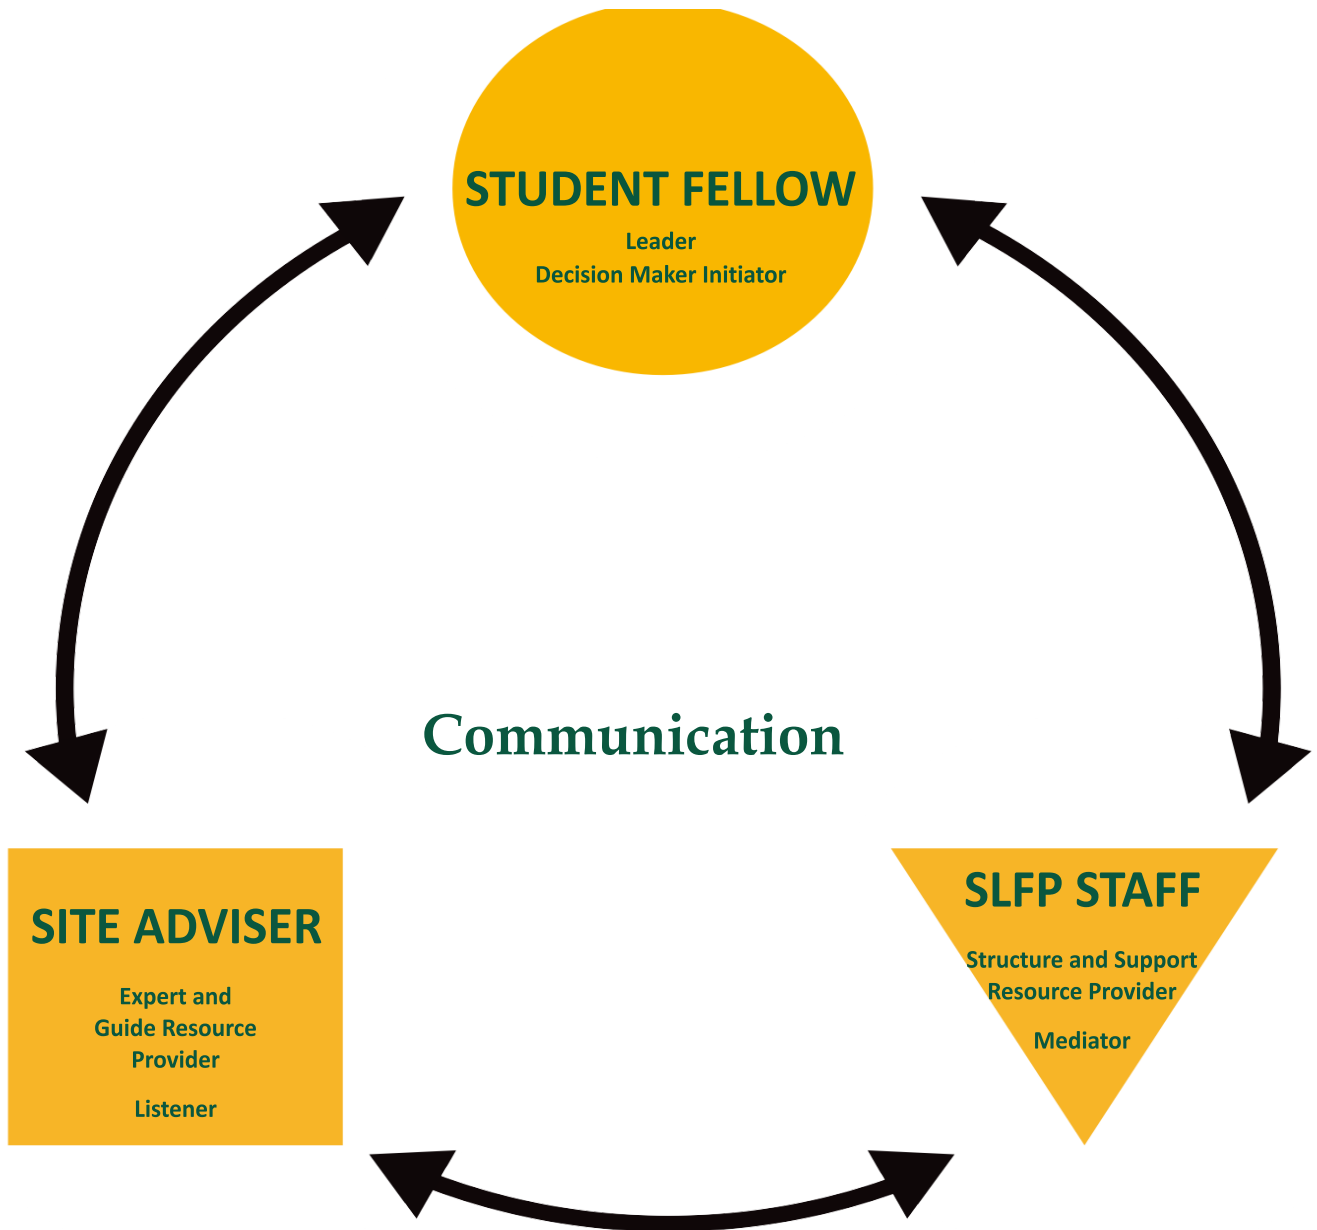 STUDENT FELLOW
Leader
Decision Maker Initiator
Communication
SITE ADVISER
Expert and
Guide Resource
Provider
Listener
SLFP STAFF
Structure and Support
Resource Provider
Mediator